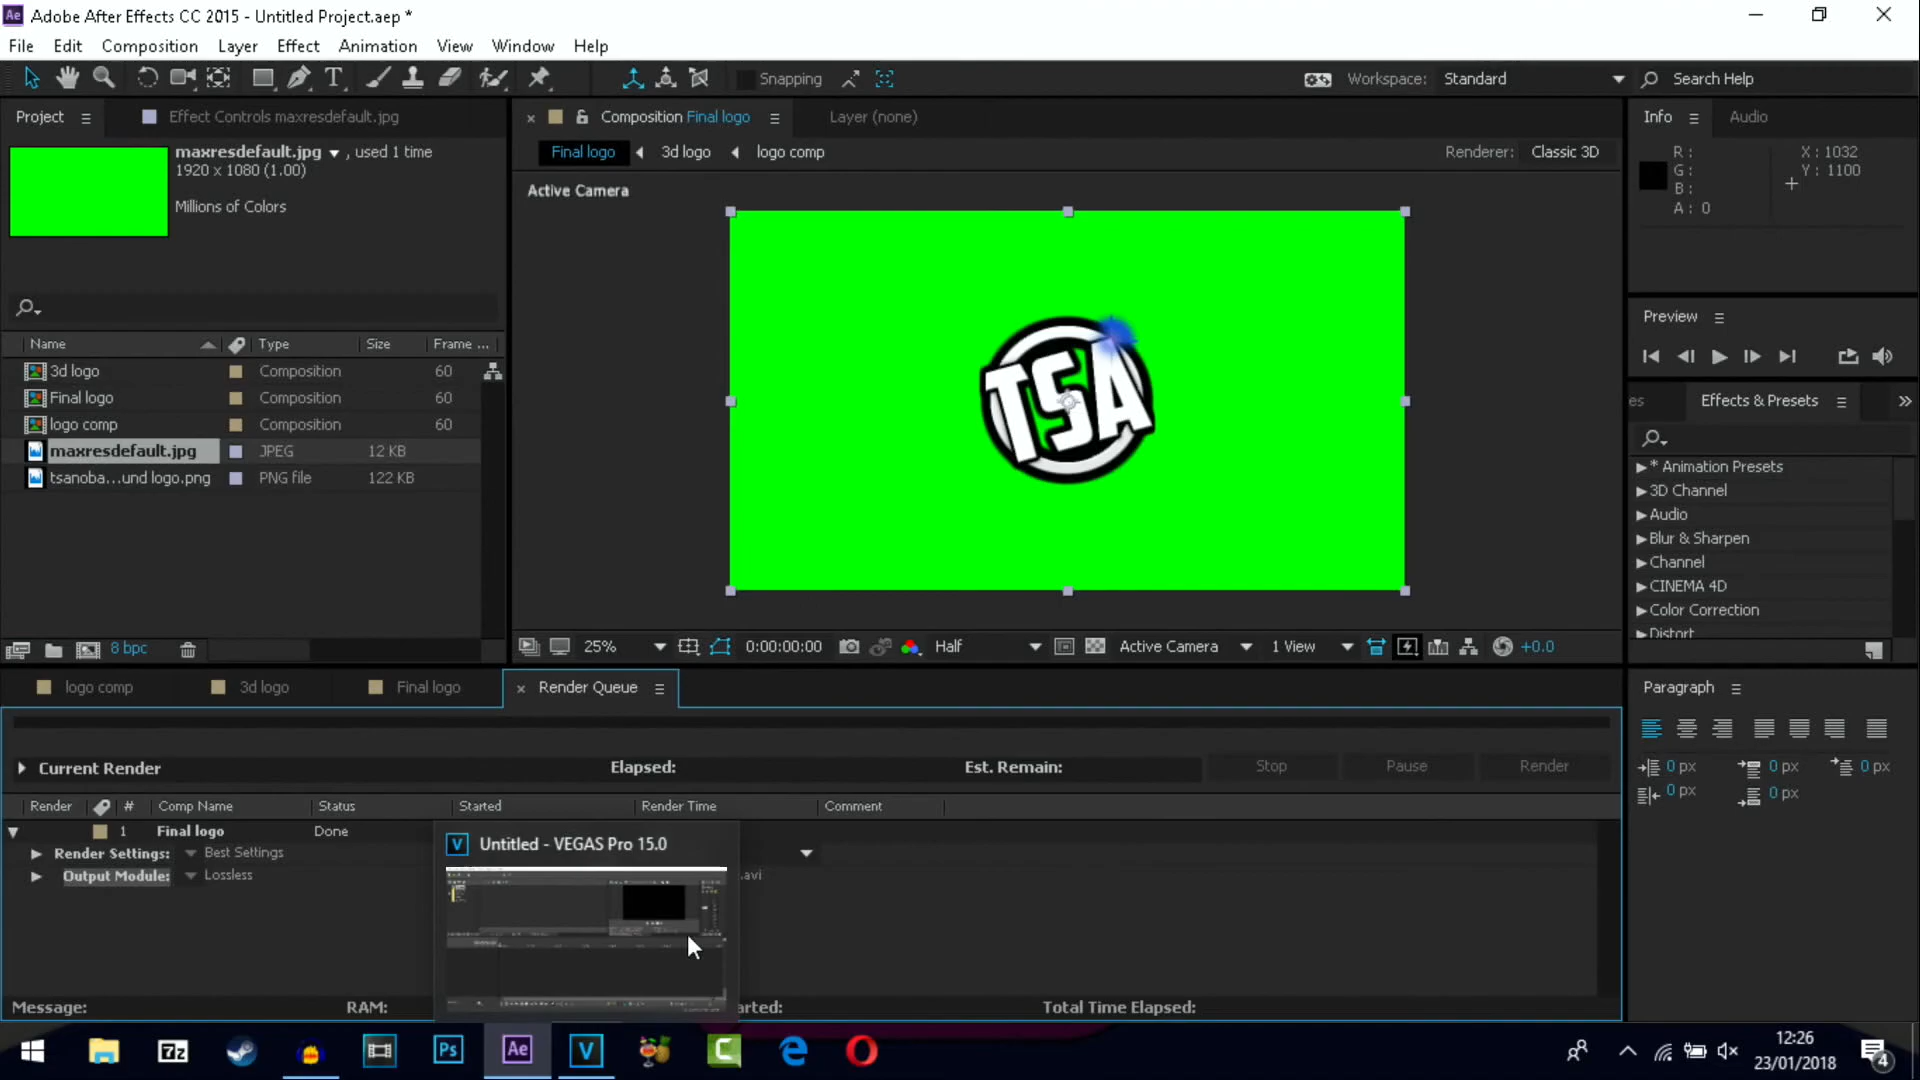 Ae Adobe After Effects CC 2015 - Untitled Project.aep *
File Edit Composition Layer Effect Animation View Window Help
T Snapping Workspace: Standard Search Help
Project Effect Controls maxresdefault.jpg
Composition Final logo Layer (none)
Info Audio
maxresdefault.jpg , used 1 time
1920 x 1080 (1.00)
Millions of Colors
Final logo 3d logo logo comp Renderer: Classic 3D
Active Camera
R :
G :
B :
A : 0
X : 1032
Y : 1100
TSA
Preview
Name Type Size Frame ...
3d logo Composition 60
Final logo Composition 60
logo comp Composition 60
maxresdefault.jpg JPEG 12 KB
tsanoba...und logo.png PNG file 122 KB
8 bpc
es Effects & Presets
* Animation Presets
3D Channel
Audio
Blur & Sharpen
Channel
CINEMA 4D
Color Correction
Distort
25% 0:00:00:00 Half Active Camera 1 View +0.0
logo comp 3d logo Final logo Render Queue
Paragraph
Current Render Elapsed: Est. Remain: Stop Pause Render
0 px 0 px 0 px
0 px 0 px
Render # Comp Name Status Started Render Time Comment
1 Final logo Done
Render Settings: Best Settings
Output Module: Lossless .avi
V Untitled - VEGAS Pro 15.0
Message: RAM: arted: Total Time Elapsed:
7z Ps Ae V C
12:26
23/01/2018
4